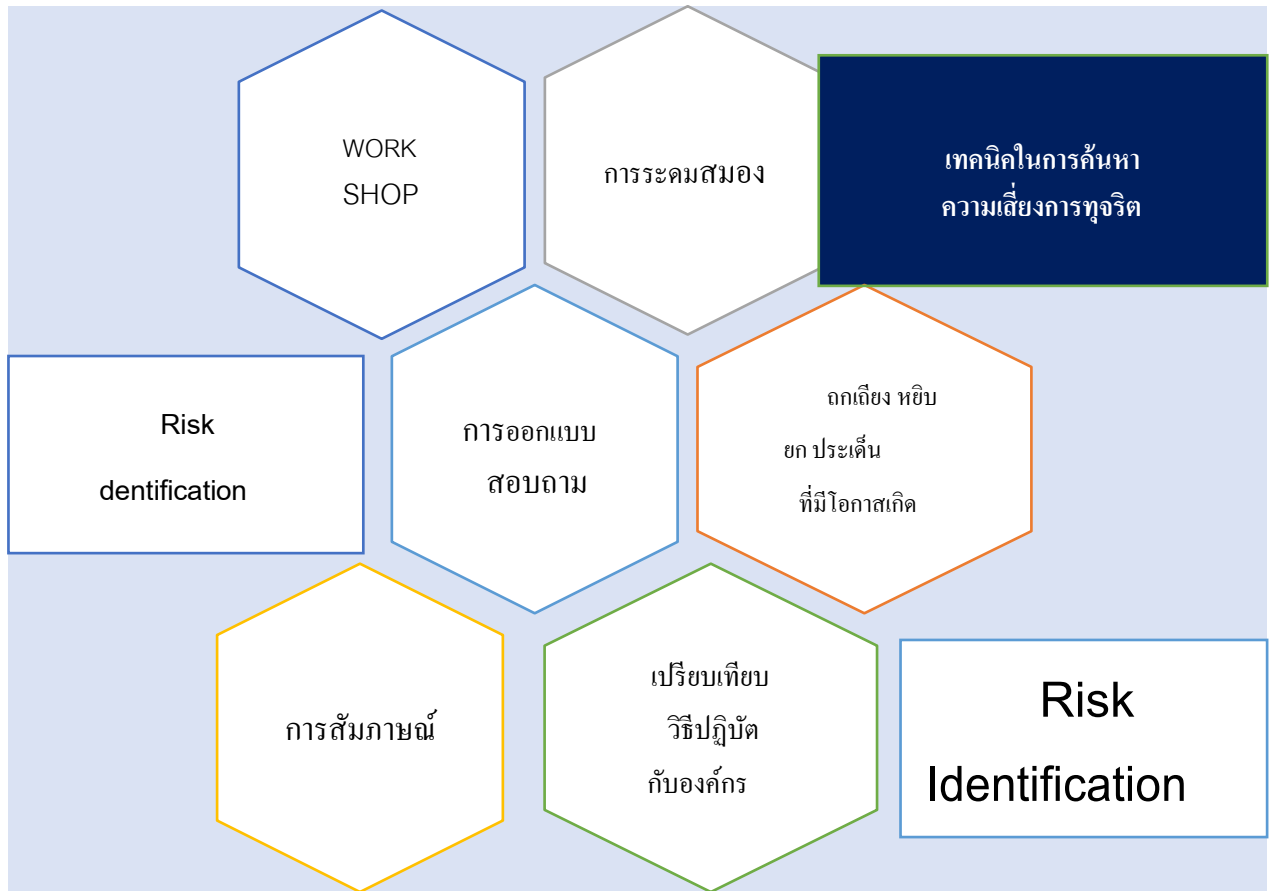 WORK
SHOP
การระดมสมอง
เทคนิคในการค้นหา
ความเสี่ยงการทุจริต
Risk
dentification
การออกแบบ
สอบถาม
ถกเถียง หยิบ
ยก ประเด็น
ที่มีโอกาสเกิด
การสัมภาษณ์
เปรียบเทียบ
วิธีปฏิบัต
กับองค์กร
Risk
Identification